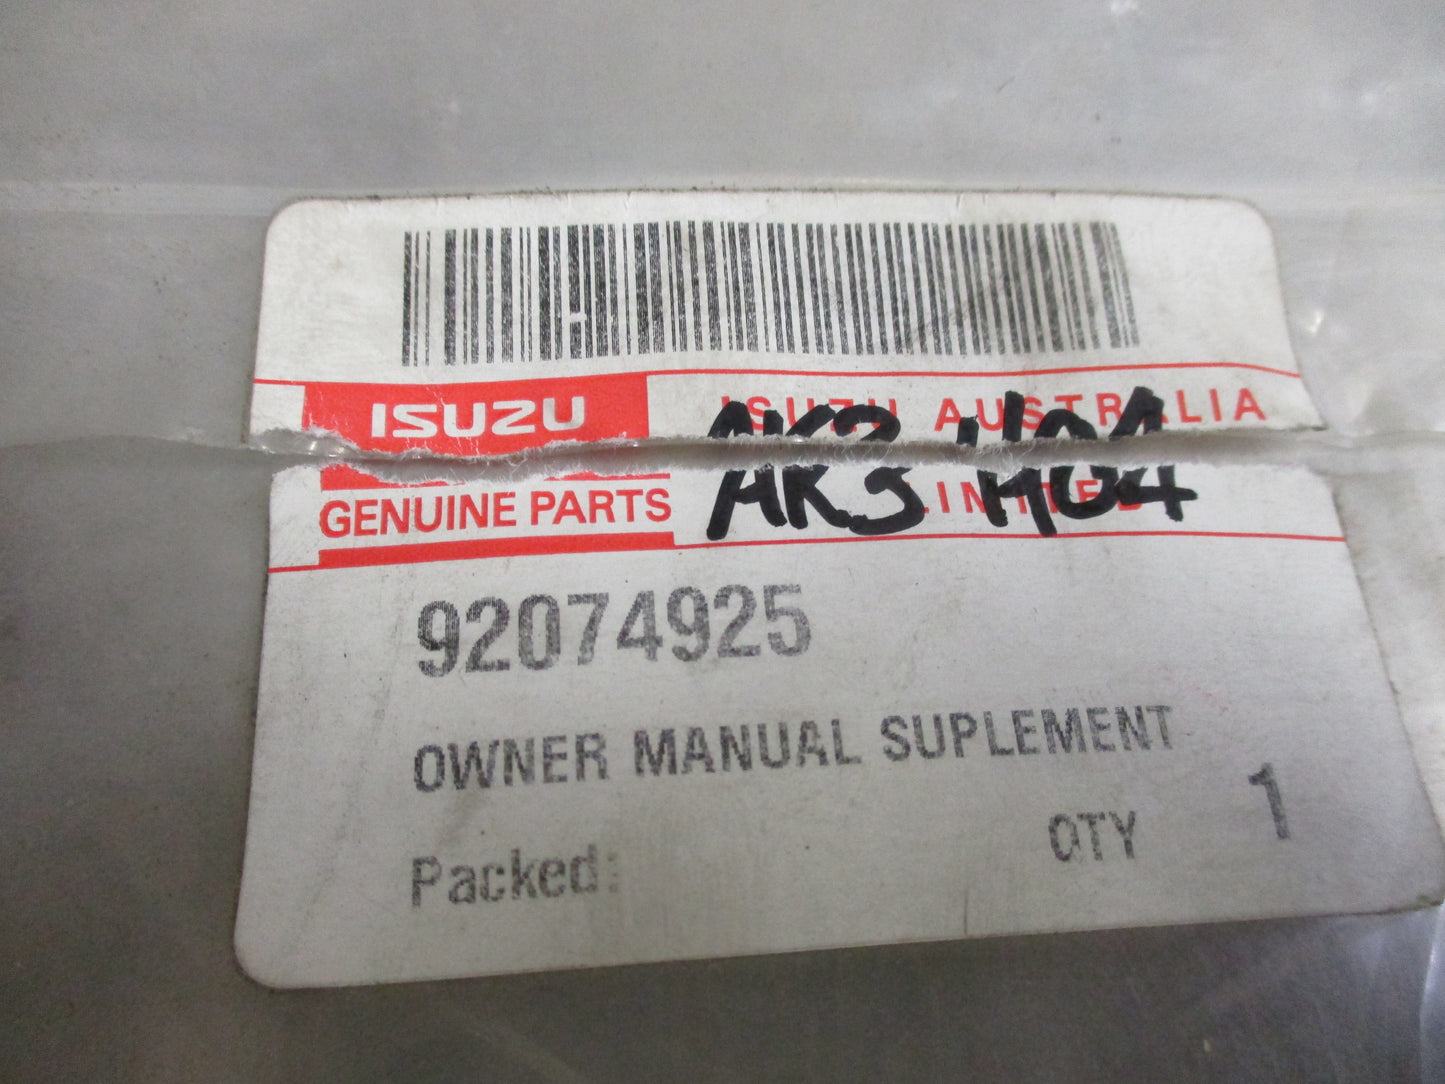 ISUZU ISUZU AUSTRALIA
GENUINE PARTS LIMITED
AK3 H04
92074925
OWNER MANUAL SUPLEMENT
QTY 1
Packed: